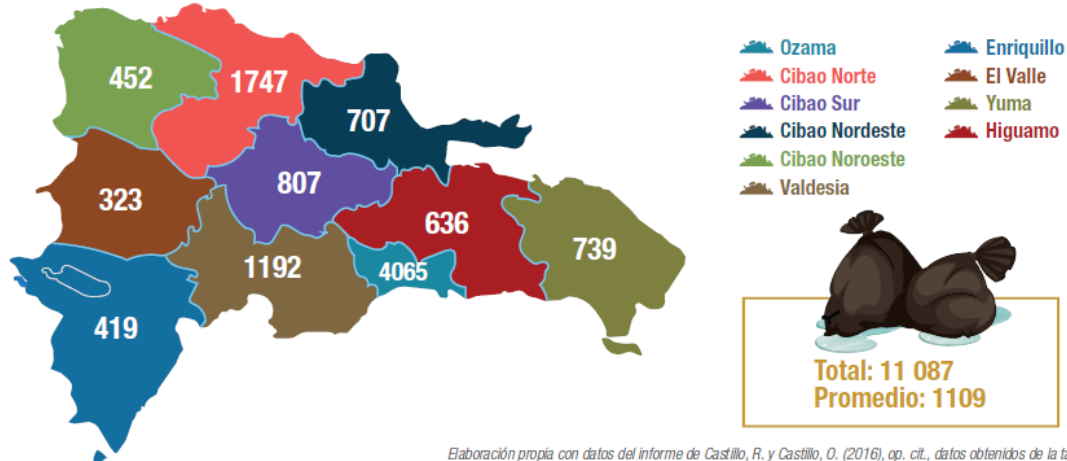 452
1747
707
323
807
636
739
1192
4065
419
Ozama
Cibao Norte
Cibao Sur
Cibao Nordeste
Cibao Noroeste
Valdesia
Enriquillo
El Valle
Yuma
Higuamo
Total: 11 087
Promedio: 1109
Elaboración propia con datos del informe de Castillo, R. y Castillo, O. (2016), op. cit., datos obtenidos de la